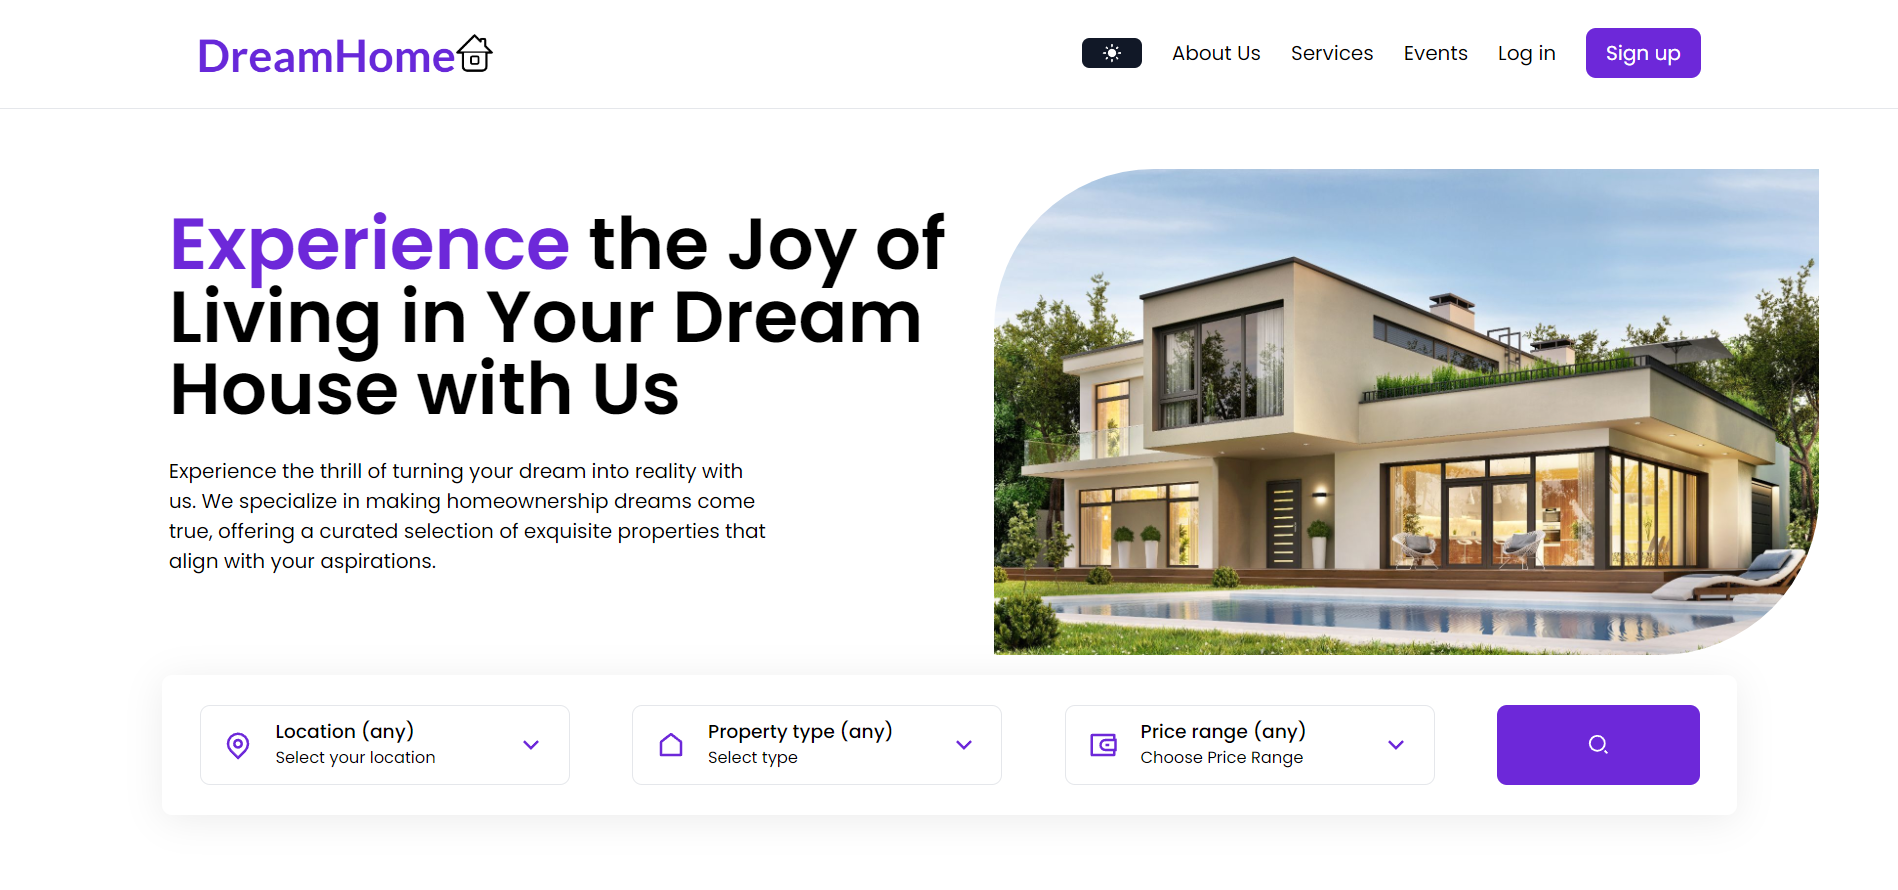 DreamHome
About Us
Services
Events
Log in
Sign up
Experience the Joy of
Living in Your Dream
House with Us
Experience the thrill of turning your dream into reality with
us. We specialize in making homeownership dreams come
true, offering a curated selection of exquisite properties that
align with your aspirations.
Location (any)
Select your location
Property type (any)
Select type
Price range (any)
Choose Price Range